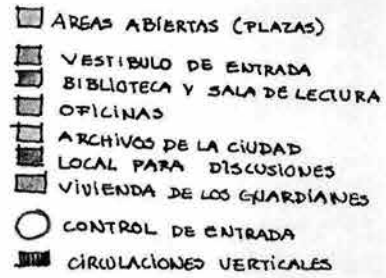 AREAS ABIERTAS (PLAZAS)
VESTIBULO DE ENTRADA
BIBLIOTECA Y SALA DE LECTURA
OFICINAS
ARCHIVOS DE LA CIUDAD
LOCAL PARA DISCUSIONES
VIVIENDA DE LOS GUARDIANES
CONTROL DE ENTRADA
CIRCULACIONES VERTICALES